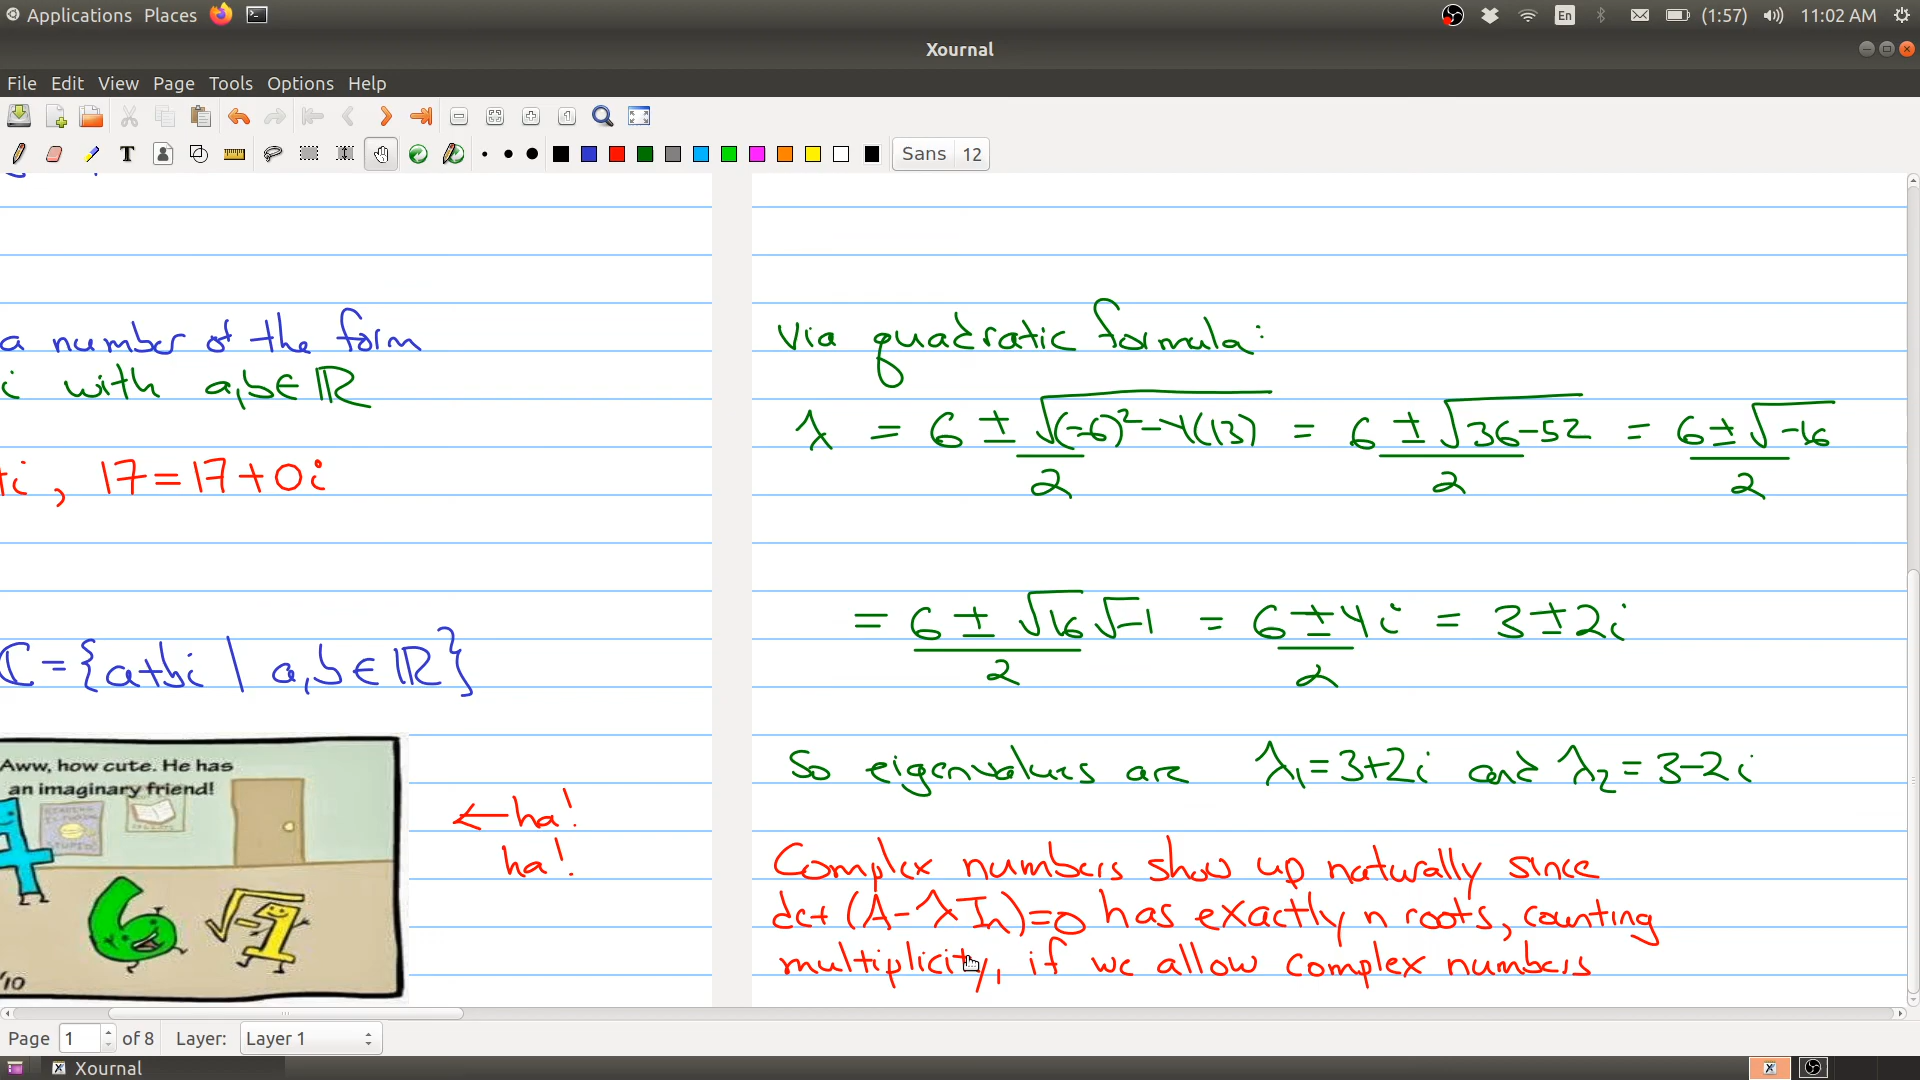 Applications Places En (1:57) 11:02 AM
Xournal
File Edit View Page Tools Options Help
Sans 12
a number of the form
i with a,b∈ℝ
+i, 17=17+0i
ℂ={a+bi | a,b∈ℝ}
Aww, how cute. He has
an imaginary friend!
/10
←ha!
ha!
Via quadratic formula:
λ = 6 ± √(-6)²-4(13) / 2 = 6 ± √36-52 / 2 = 6 ± √-16 / 2
= 6 ± √16 √-1 / 2 = 6 ± 4i / 2 = 3 ± 2i
So eigenvalues are λ₁=3+2i and λ₂=3-2i
Complex numbers show up naturally since
det(A-λIₙ)=0 has exactly n roots, counting
multiplicity, if we allow complex numbers
Page 1 of 8 Layer: Layer 1
Xournal